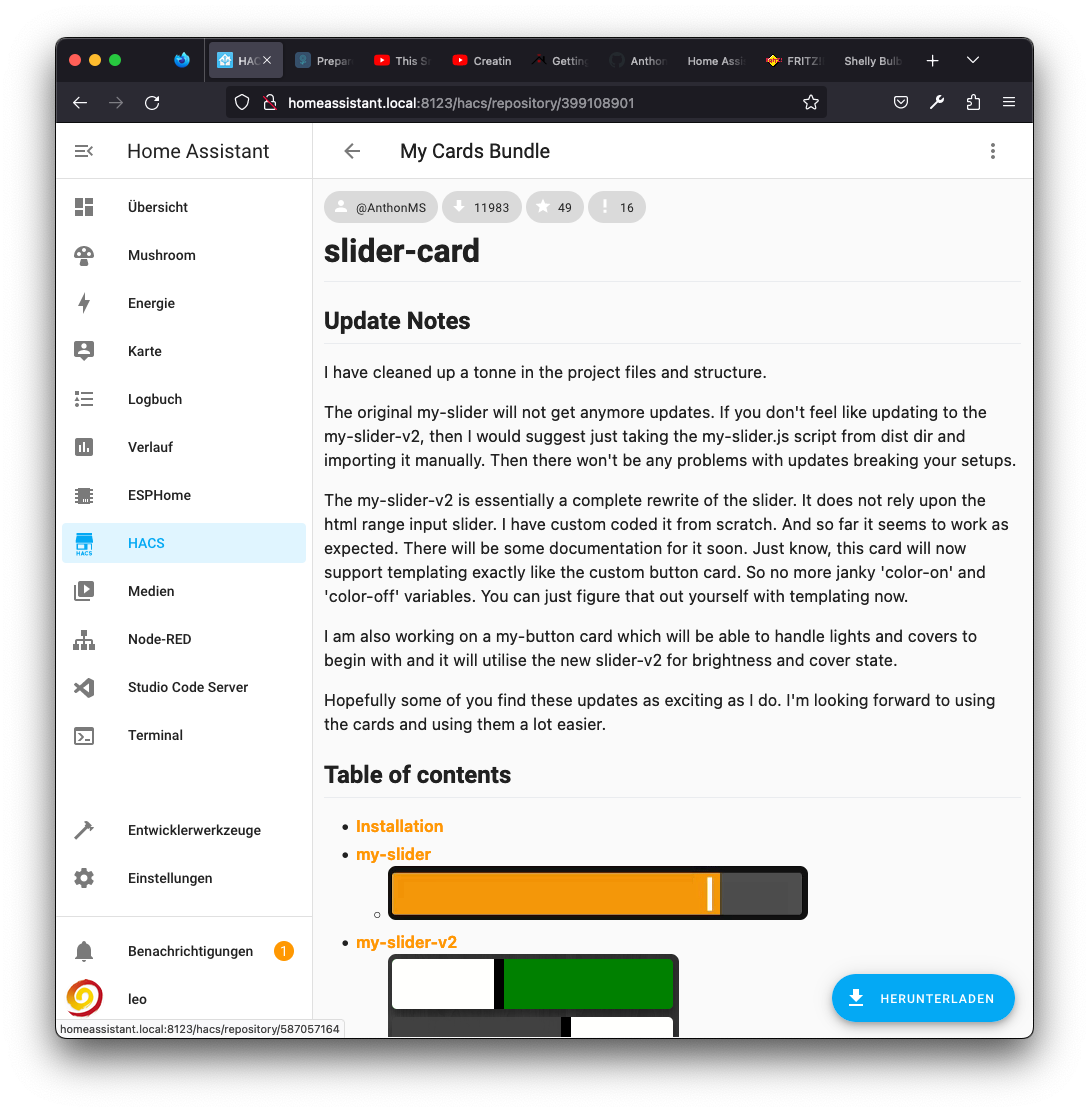 HAC
Prepar
This S
Creatin
Getting
Anthon
Home Assi
FRITZ!
Shelly Bulb
homeassistant.local:8123/hacs/repository/399108901
Home Assistant
My Cards Bundle
Übersicht
Mushroom
Energie
Karte
Logbuch
Verlauf
ESPHome
HACS
HACS
Medien
Node-RED
Studio Code Server
Terminal
Entwicklerwerkzeuge
Einstellungen
Benachrichtigungen
1
leo
homeassistant.local:8123/hacs/repository/587057164
@AnthonMS
11983
49
16
slider-card
Update Notes
I have cleaned up a tonne in the project files and structure.
The original my-slider will not get anymore updates. If you don't feel like updating to the
my-slider-v2, then I would suggest just taking the my-slider.js script from dist dir and
importing it manually. Then there won't be any problems with updates breaking your setups.
The my-slider-v2 is essentially a complete rewrite of the slider. It does not rely upon the
html range input slider. I have custom coded it from scratch. And so far it seems to work as
expected. There will be some documentation for it soon. Just know, this card will now
support templating exactly like the custom button card. So no more janky 'color-on' and
'color-off' variables. You can just figure that out yourself with templating now.
I am also working on a my-button card which will be able to handle lights and covers to
begin with and it will utilise the new slider-v2 for brightness and cover state.
Hopefully some of you find these updates as exciting as I do. I'm looking forward to using
the cards and using them a lot easier.
Table of contents
Installation
my-slider
my-slider-v2
HERUNTERLADEN